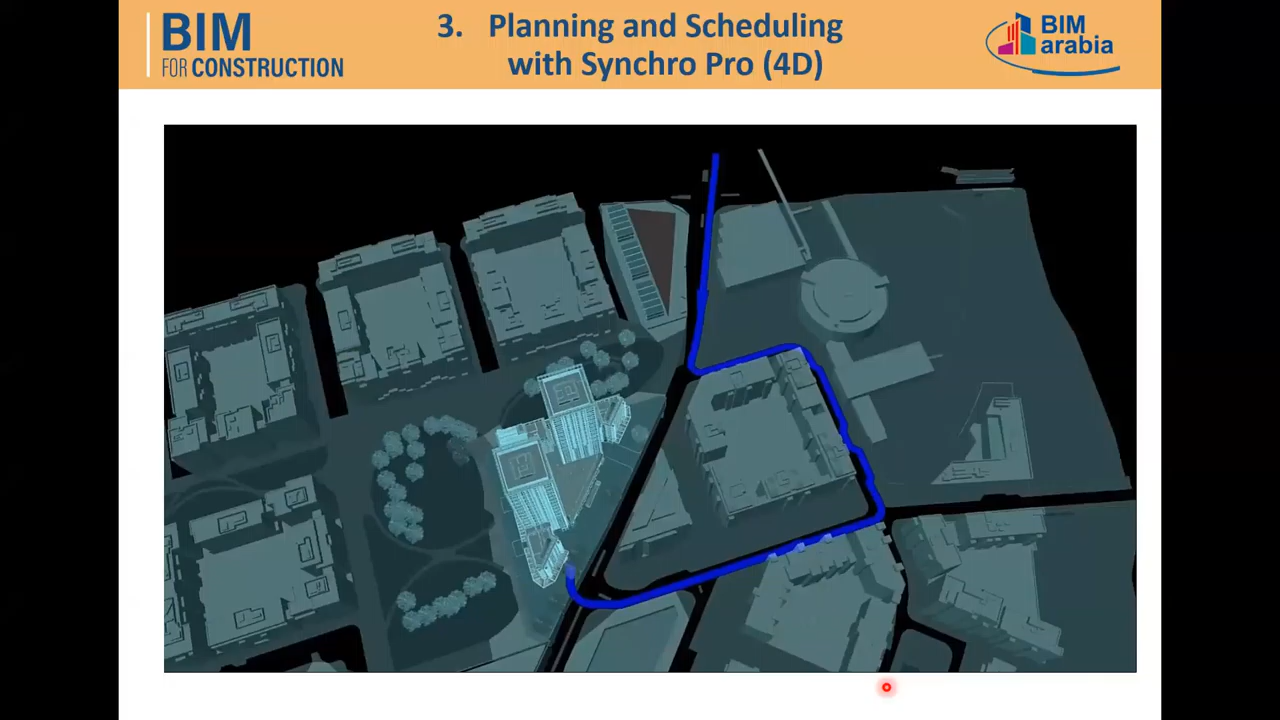 BIM
FOR CONSTRUCTION
3. Planning and Scheduling
with Synchro Pro (4D)
BIM
arabia